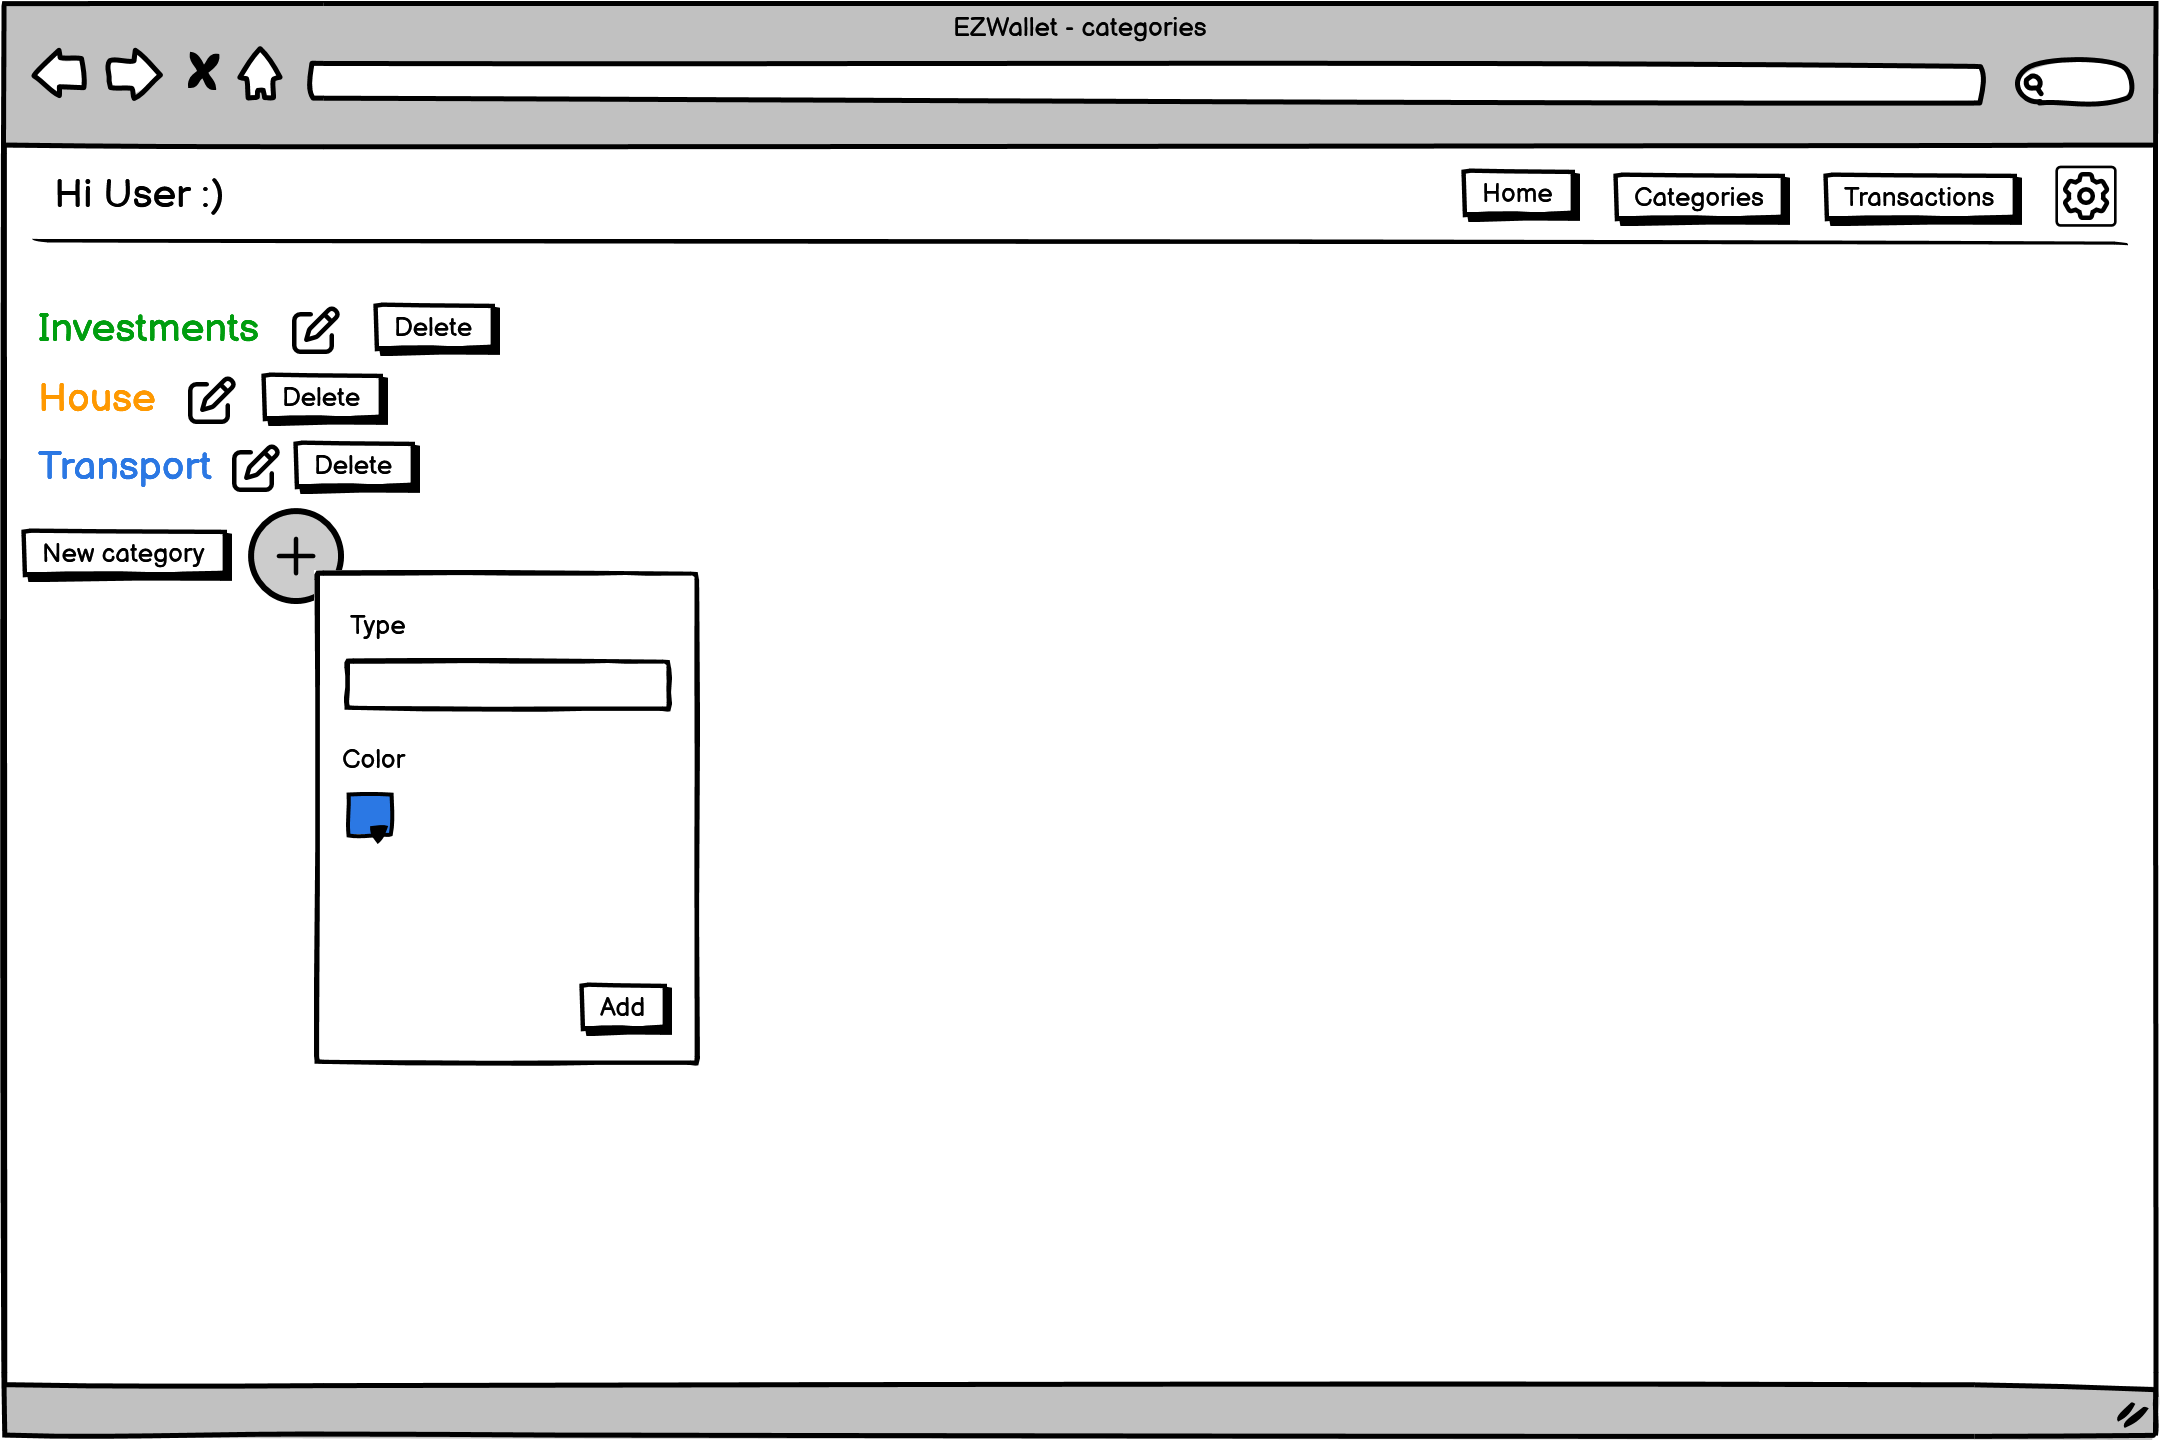 EZWallet - categories
Hi User :)
Home
Categories
Transactions
Investments
Delete
House
Delete
Transport
Delete
New category
Type
Color
Add